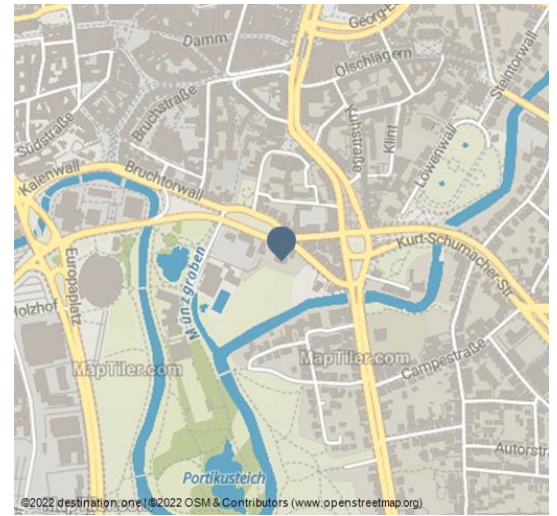 Damm
Georg-E
Ölschlägern
Steintorwall
Bruchstraße
Südstraße
Kuhstraße
Klint
Löwenwall
Kalenwall
Bruchtorwall
Kurt-Schumacher-Str
Europaplatz
Holzhof
Münzgraben
MapTiler.com
MapTiler.com
Campestraße
Autorstr
Portikusteich
©2022 destination.one | ©2022 OSM & Contributors (www.openstreetmap.org)